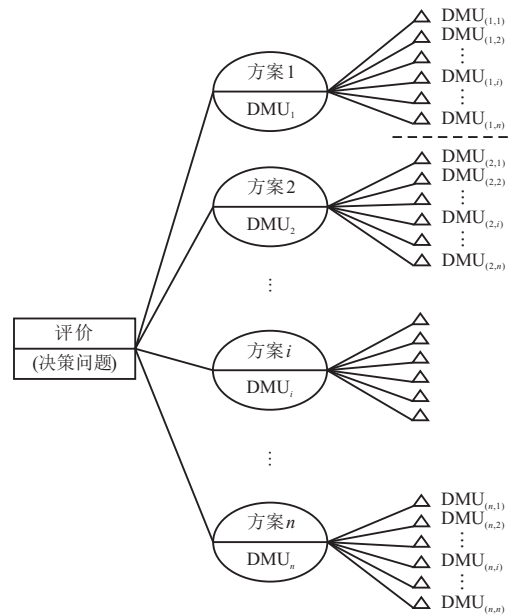 方案1
DMU₁
DMU₍₁,₁₎
DMU₍₁,₂₎
⋮
DMU₍₁,ᵢ₎
⋮
DMU₍₁,ₙ₎
方案2
DMU₂
DMU₍₂,₁₎
DMU₍₂,₂₎
⋮
DMU₍₂,ᵢ₎
⋮
DMU₍₂,ₙ₎
⋮
评价
(决策问题)
方案i
DMUᵢ
⋮
方案n
DMUₙ
DMU₍ₙ,₁₎
DMU₍ₙ,₂₎
⋮
DMU₍ₙ,ᵢ₎
⋮
DMU₍ₙ,ₙ₎